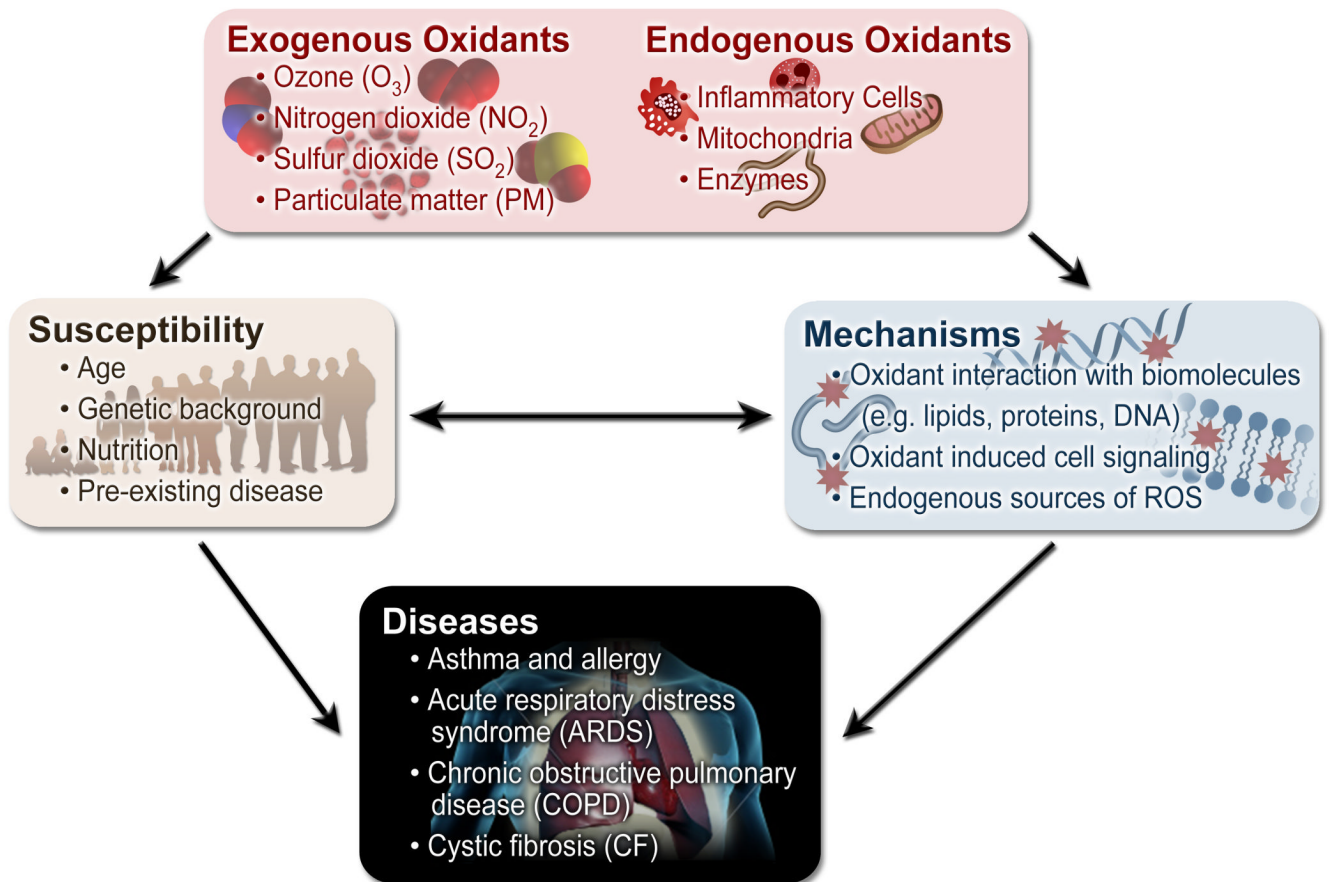 Exogenous Oxidants
• Ozone (O₃)
• Nitrogen dioxide (NO₂)
• Sulfur dioxide (SO₂)
• Particulate matter (PM)
Endogenous Oxidants
• Inflammatory Cells
• Mitochondria
• Enzymes
Susceptibility
• Age
• Genetic background
• Nutrition
• Pre-existing disease
Mechanisms
• Oxidant interaction with biomolecules
(e.g. lipids, proteins, DNA)
• Oxidant induced cell signaling
• Endogenous sources of ROS
Diseases
• Asthma and allergy
• Acute respiratory distress
syndrome (ARDS)
• Chronic obstructive pulmonary
disease (COPD)
• Cystic fibrosis (CF)